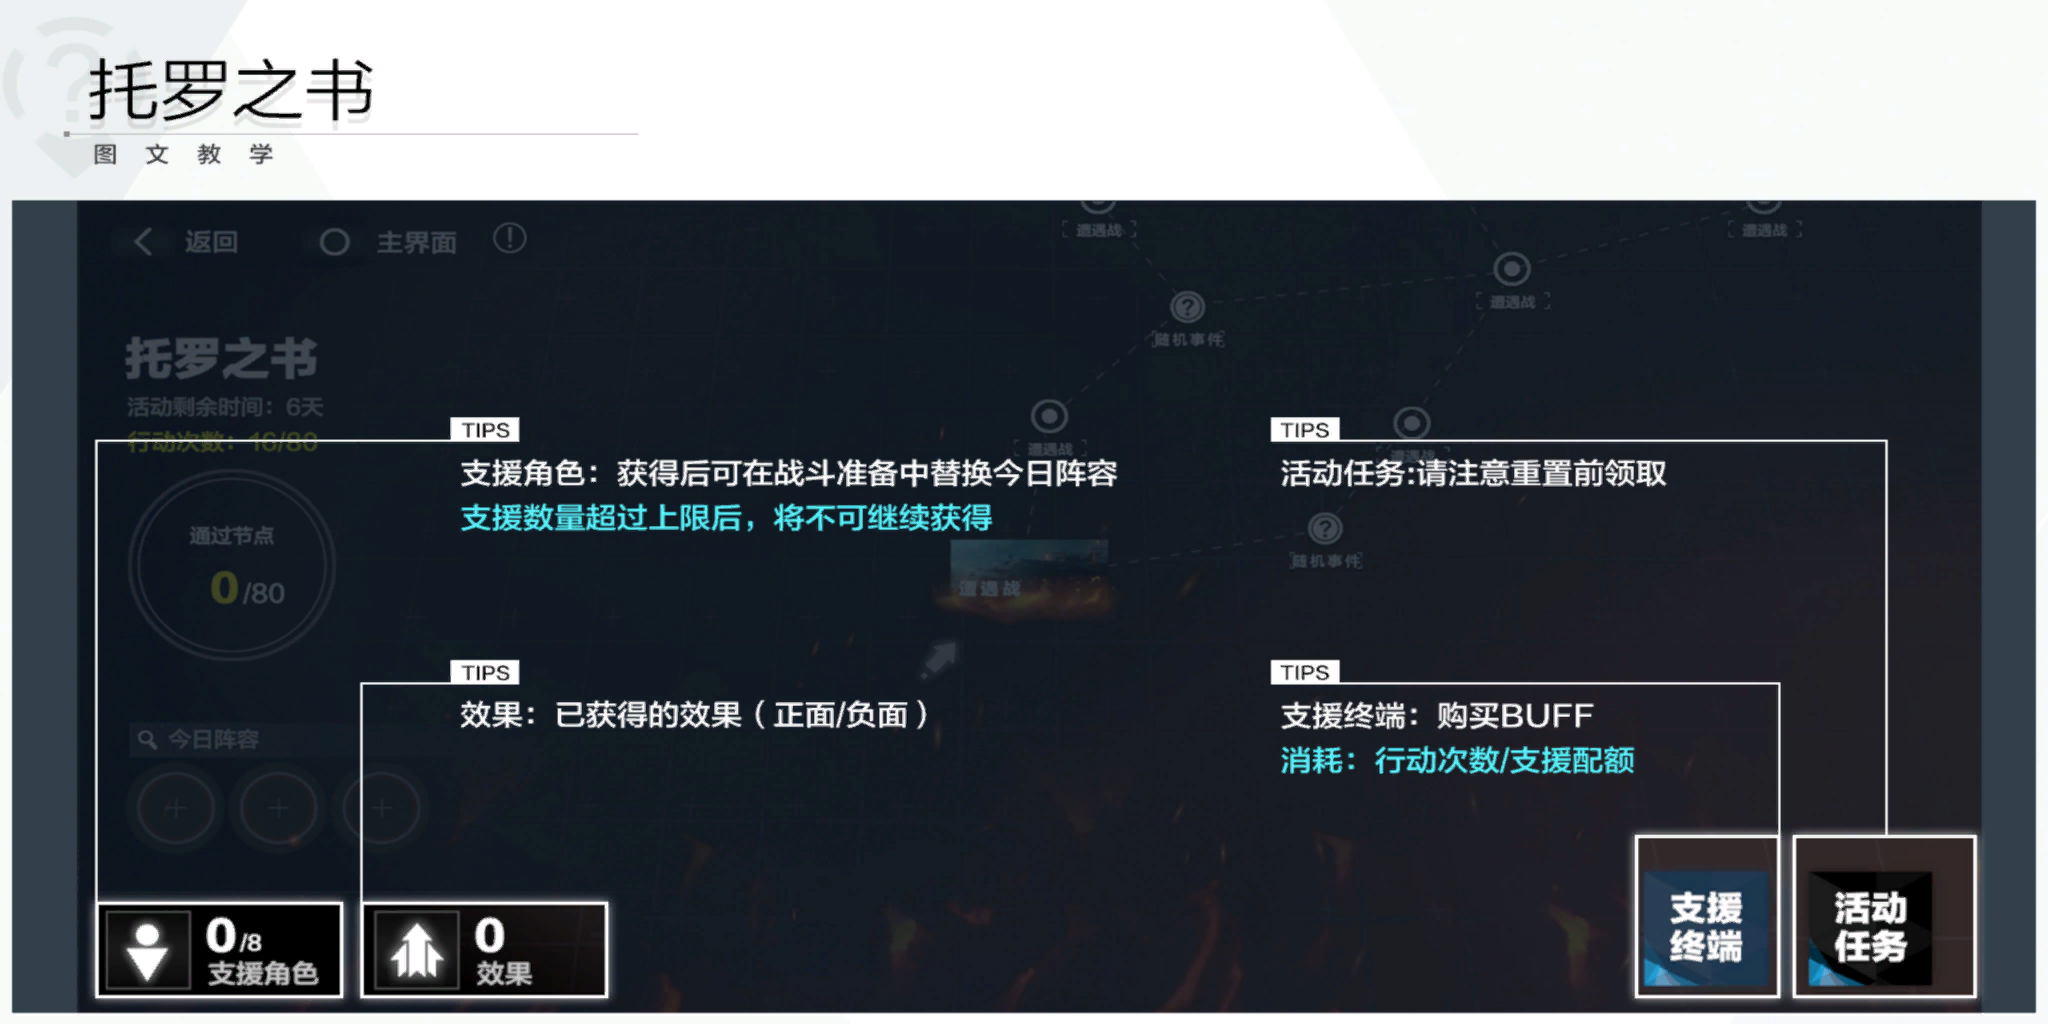 托罗之书
图文教学
返回
主界面
遭遇战
遭遇战
遭遇战
随机事件
托罗之书
活动剩余时间：6天
行动次数：16/80
遭遇战
遭遇战
TIPS
支援角色：获得后可在战斗准备中替换今日阵容
支援数量超过上限后，将不可继续获得
TIPS
活动任务:请注意重置前领取
通过节点
0/80
随机事件
遭遇战
TIPS
效果：已获得的效果（正面/负面）
TIPS
支援终端：购买BUFF
消耗：行动次数/支援配额
今日阵容
0/8
支援角色
0
效果
支援
终端
活动
任务